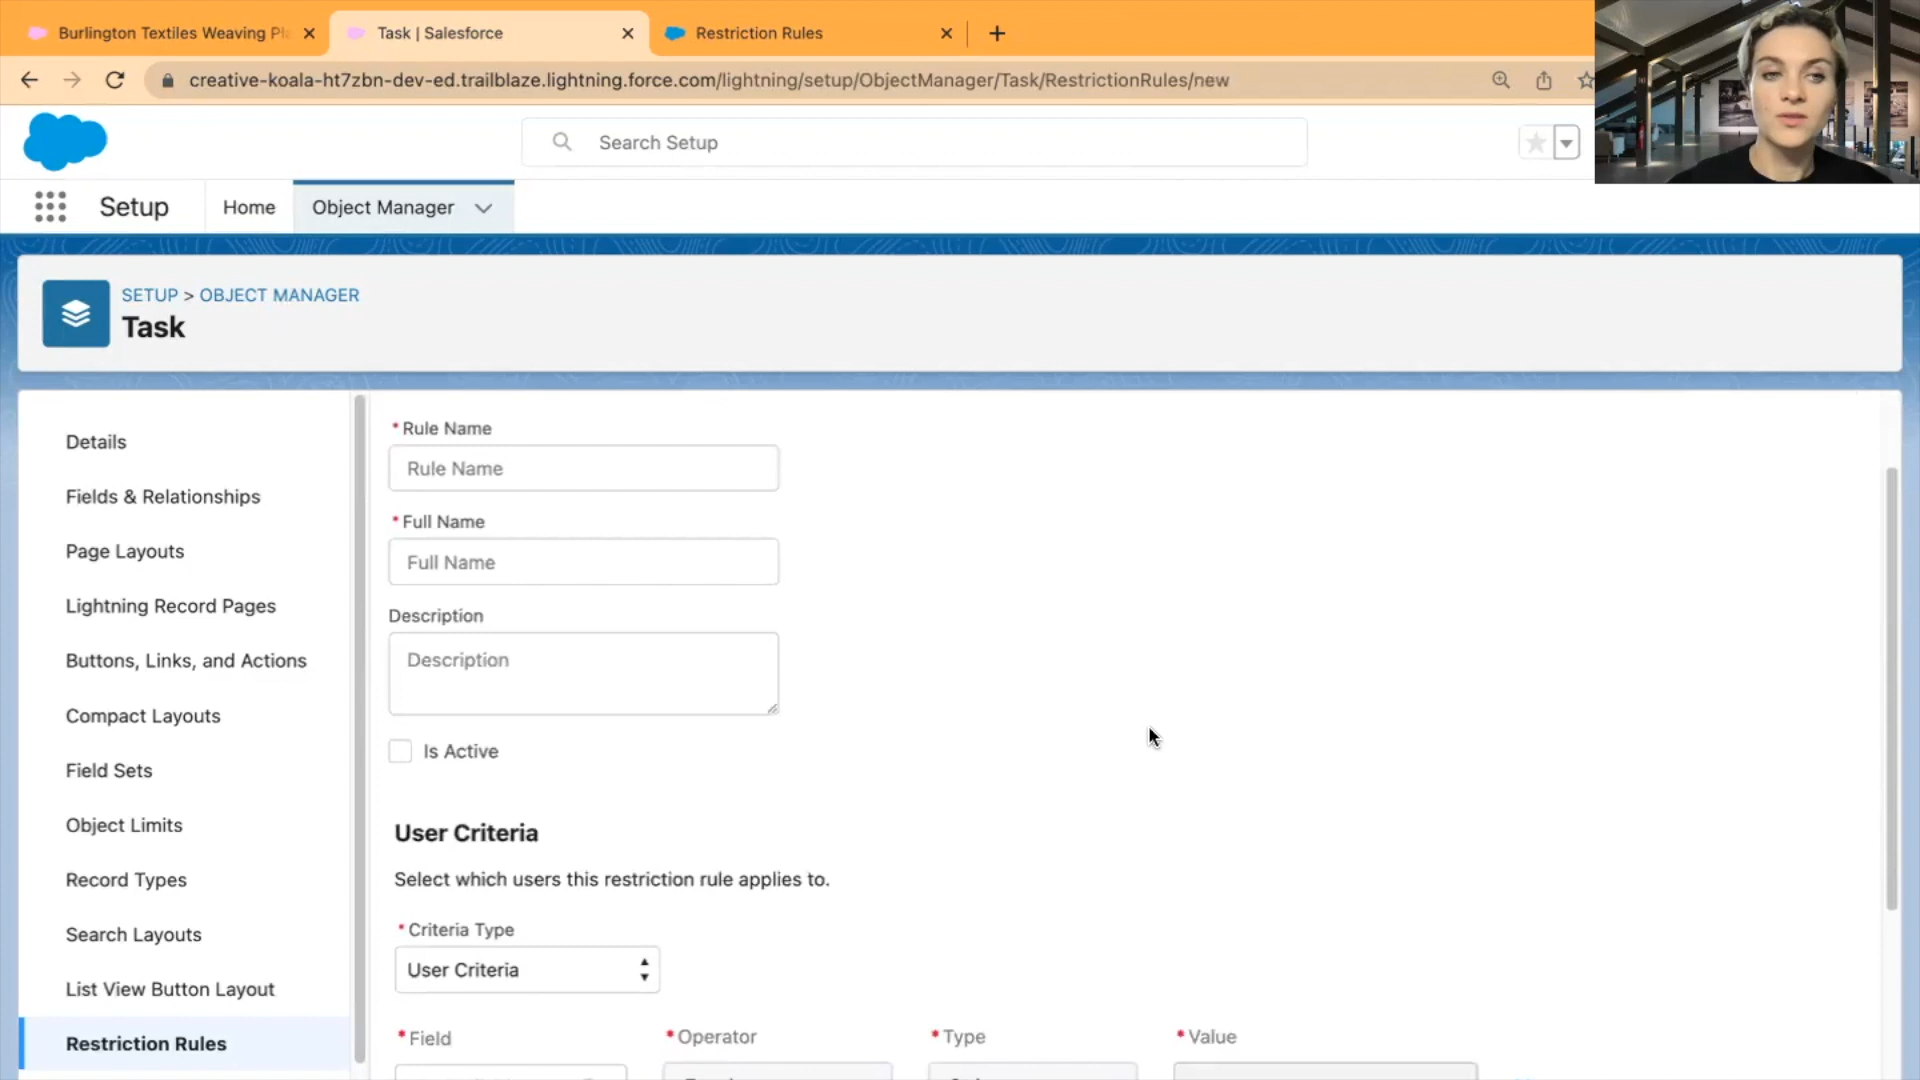 Burlington Textiles Weaving Pl
Task | Salesforce
Restriction Rules
creative-koala-ht7zbn-dev-ed.trailblaze.lightning.force.com/lightning/setup/ObjectManager/Task/RestrictionRules/new
Search Setup
Setup
Home
Object Manager
SETUP > OBJECT MANAGER
Task
Details
Fields & Relationships
Page Layouts
Lightning Record Pages
Buttons, Links, and Actions
Compact Layouts
Field Sets
Object Limits
Record Types
Search Layouts
List View Button Layout
Restriction Rules
* Rule Name
Rule Name
* Full Name
Full Name
Description
Description
Is Active
User Criteria
Select which users this restriction rule applies to.
* Criteria Type
User Criteria
* Field
* Operator
* Type
* Value